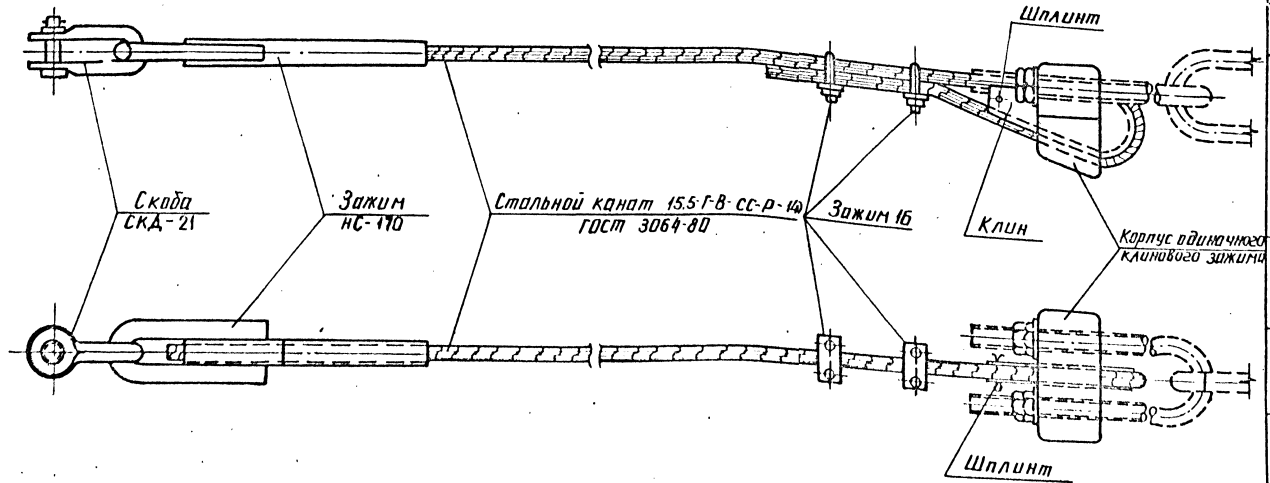 Шплинт
Скоба
СКД-21
Зажим
НС-170
Стальной канат 15.5-Г-В-СС-Р-140
ГОСТ 3064-80
Зажим 16
Клин
Корпус одиначного
клинового зажима
Шплинт